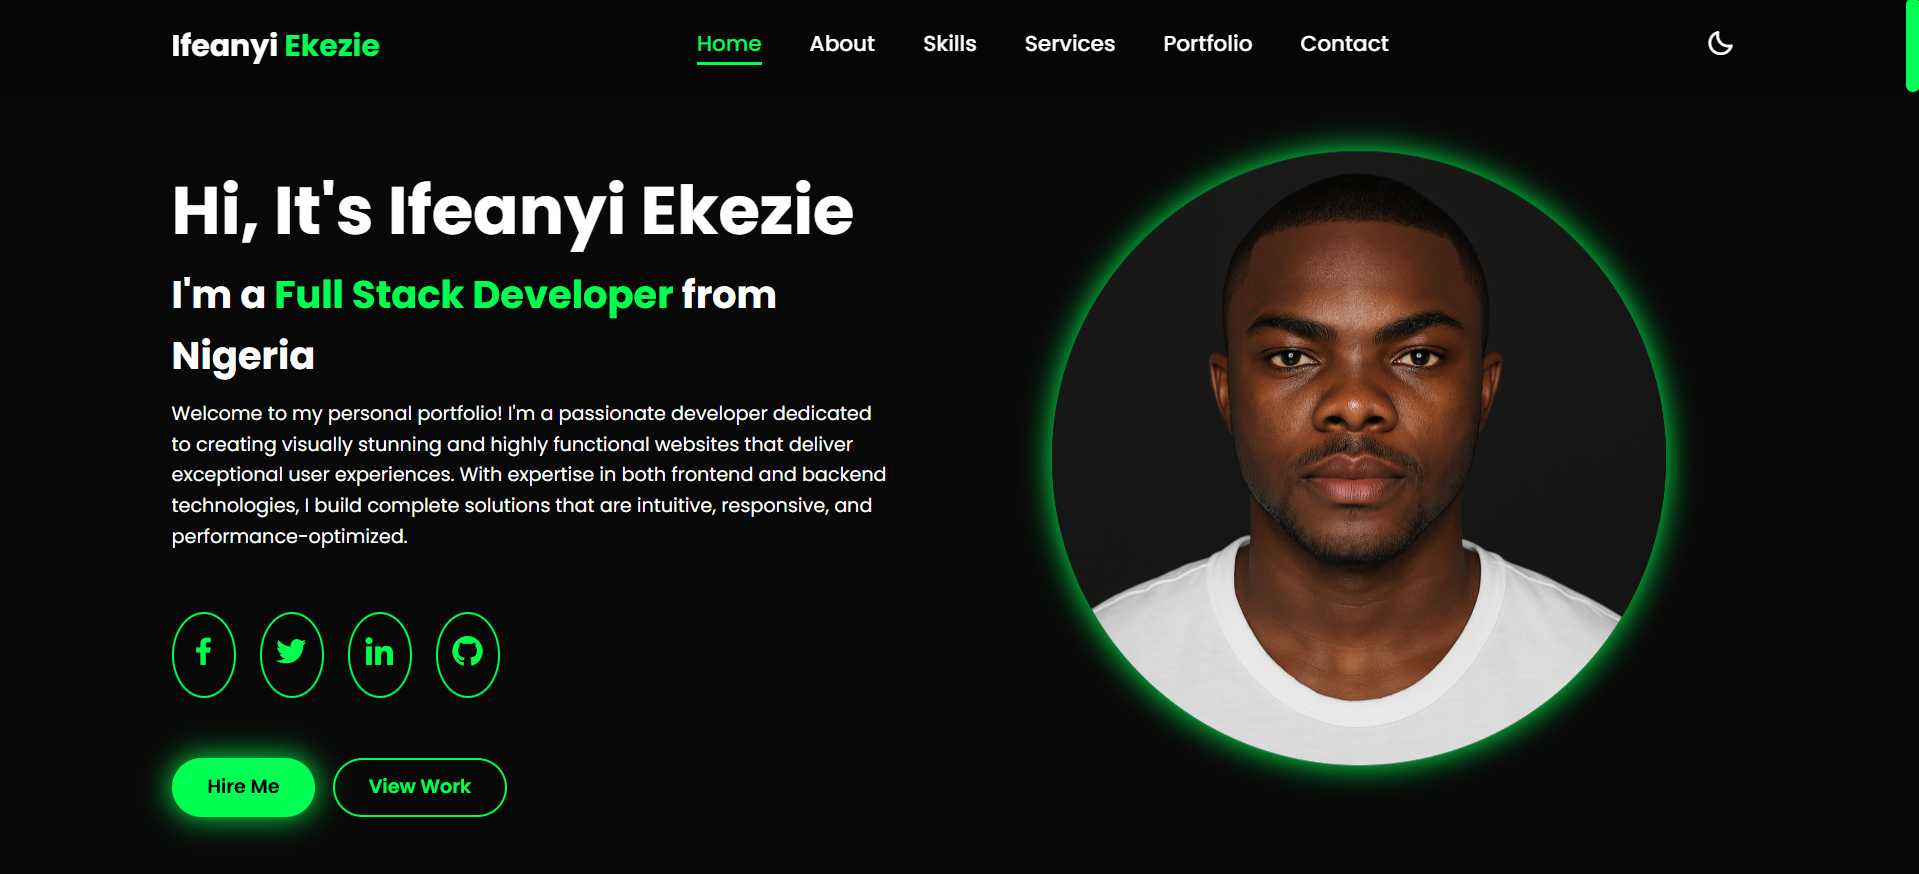 Ifeanyi Ekezie
Home
About
Skills
Services
Portfolio
Contact
Hi, It's Ifeanyi Ekezie
I'm a Full Stack Developer from
Nigeria
Welcome to my personal portfolio! I'm a passionate developer dedicated
to creating visually stunning and highly functional websites that deliver
exceptional user experiences. With expertise in both frontend and backend
technologies, I build complete solutions that are intuitive, responsive, and
performance-optimized.
Hire Me
View Work